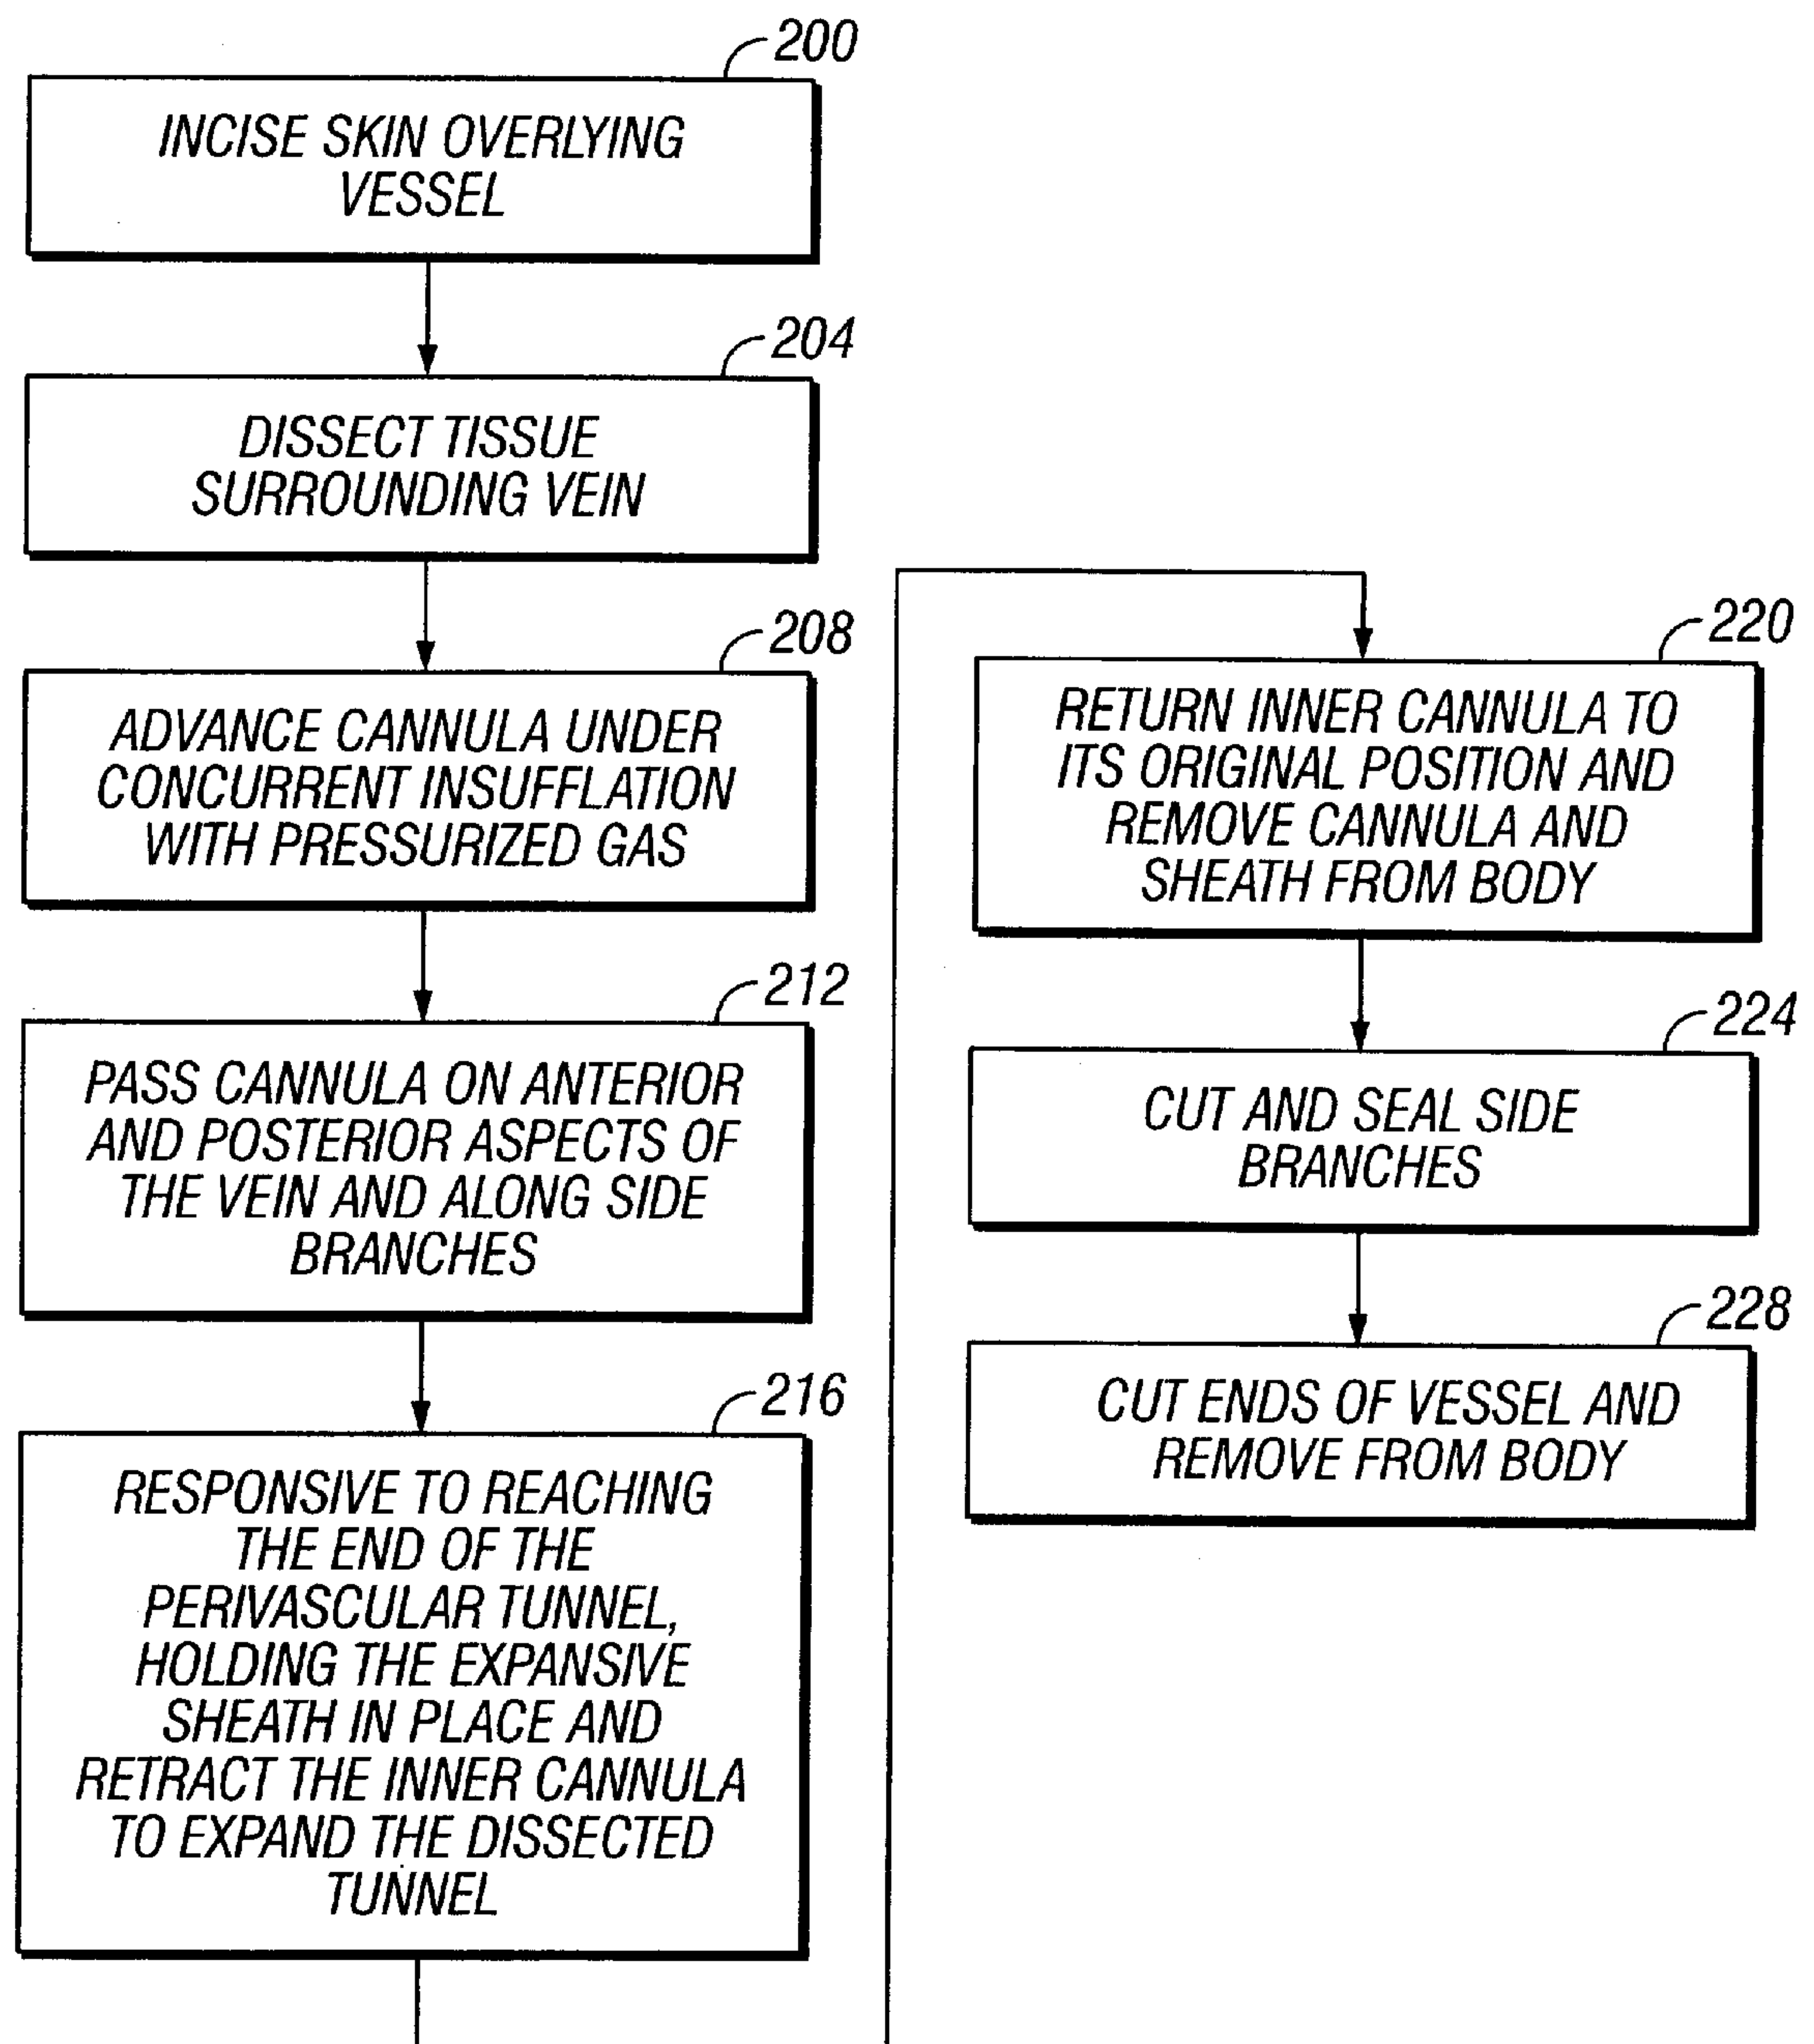 200
INCISE SKIN OVERLYING
VESSEL
204
DISSECT TISSUE
SURROUNDING VEIN
208
ADVANCE CANNULA UNDER
CONCURRENT INSUFFLATION
WITH PRESSURIZED GAS
212
PASS CANNULA ON ANTERIOR
AND POSTERIOR ASPECTS OF
THE VEIN AND ALONG SIDE
BRANCHES
216
RESPONSIVE TO REACHING
THE END OF THE
PERIVASCULAR TUNNEL,
HOLDING THE EXPANSIVE
SHEATH IN PLACE AND
RETRACT THE INNER CANNULA
TO EXPAND THE DISSECTED
TUNNEL
220
RETURN INNER CANNULA TO
ITS ORIGINAL POSITION AND
REMOVE CANNULA AND
SHEATH FROM BODY
224
CUT AND SEAL SIDE
BRANCHES
228
CUT ENDS OF VESSEL AND
REMOVE FROM BODY